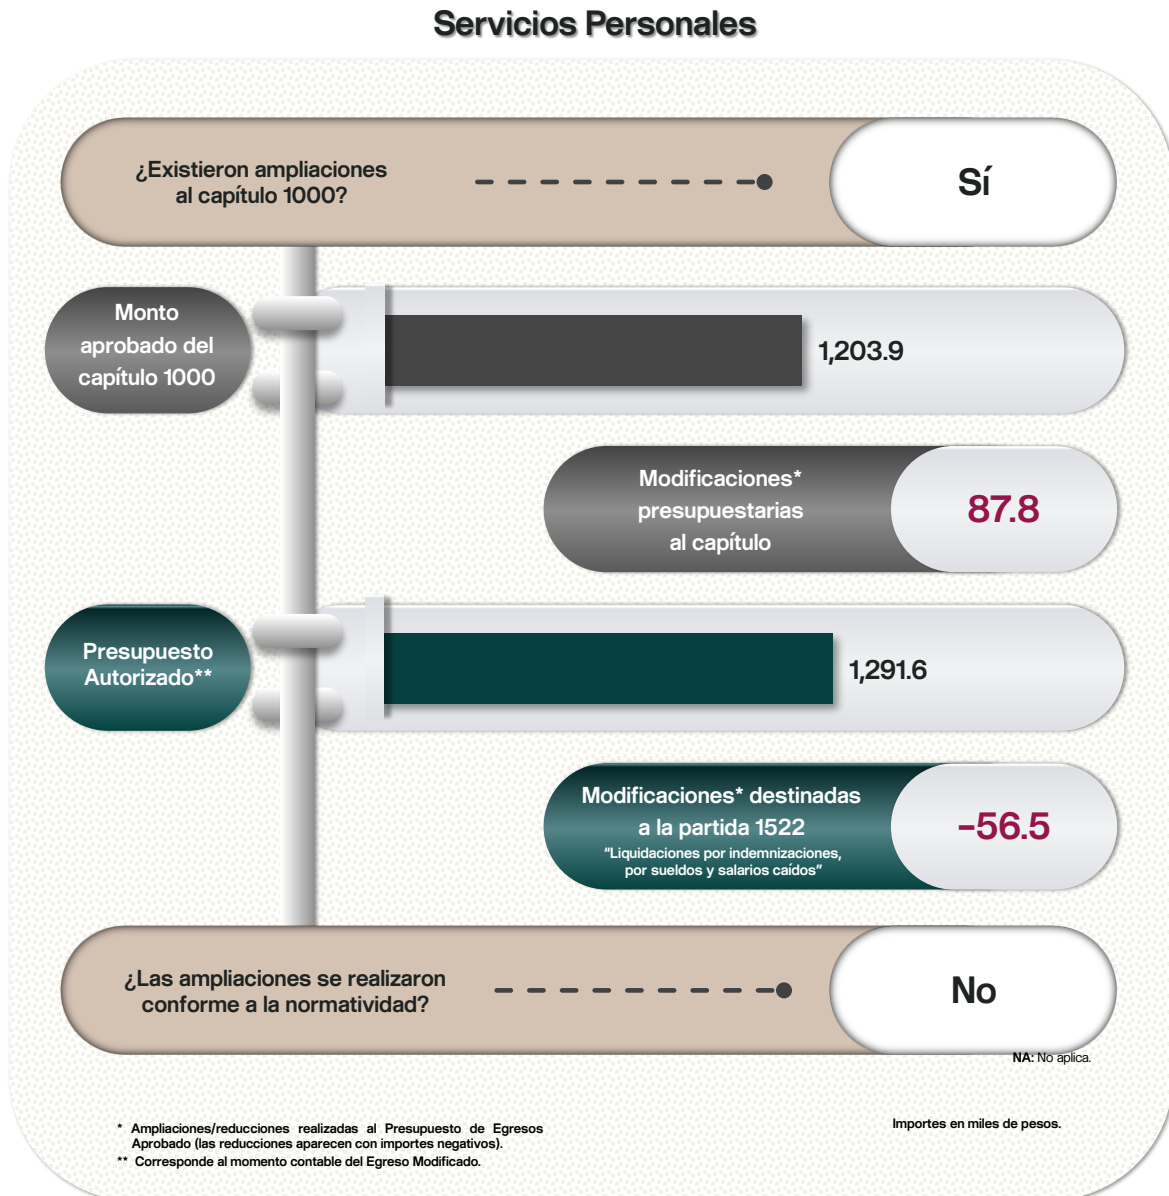 Servicios Personales
¿Existieron ampliaciones
al capítulo 1000?
Sí
Monto
aprobado del
capítulo 1000
1,203.9
Modificaciones*
presupuestarias
al capítulo
87.8
Presupuesto
Autorizado**
1,291.6
Modificaciones* destinadas
a la partida 1522
"Liquidaciones por indemnizaciones,
por sueldos y salarios caídos"
-56.5
¿Las ampliaciones se realizaron
conforme a la normatividad?
No
NA: No aplica.
* Ampliaciones/reducciones realizadas al Presupuesto de Egresos
Aprobado (las reducciones aparecen con importes negativos).
** Corresponde al momento contable del Egreso Modificado.
Importes en miles de pesos.